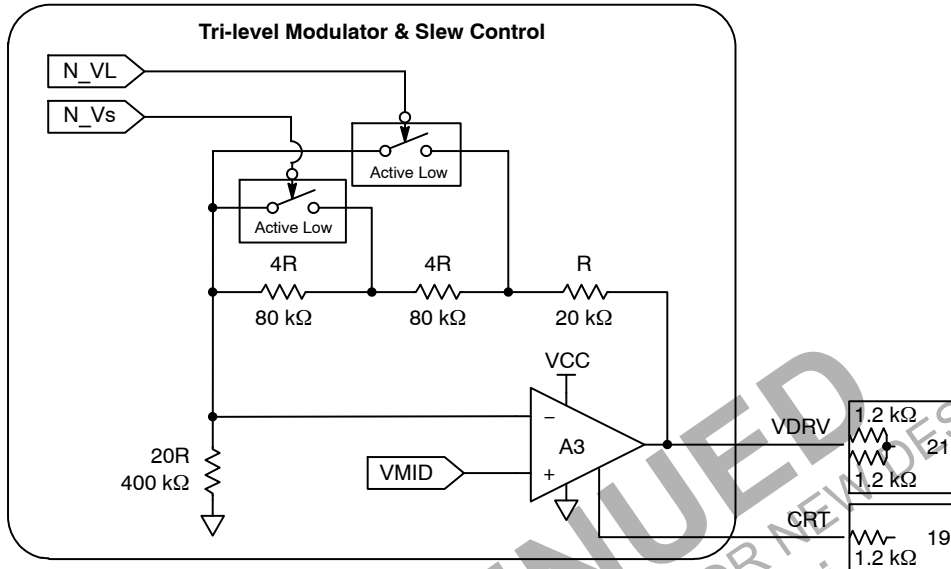 Tri-level Modulator & Slew Control
N_VL
N_Vs
Active Low
Active Low
4R
4R
R
80 kΩ
80 kΩ
20 kΩ
VCC
−
A3
+
VMID
20R
400 kΩ
VDRV
1.2 kΩ
21
1.2 kΩ
CRT
19
1.2 kΩ